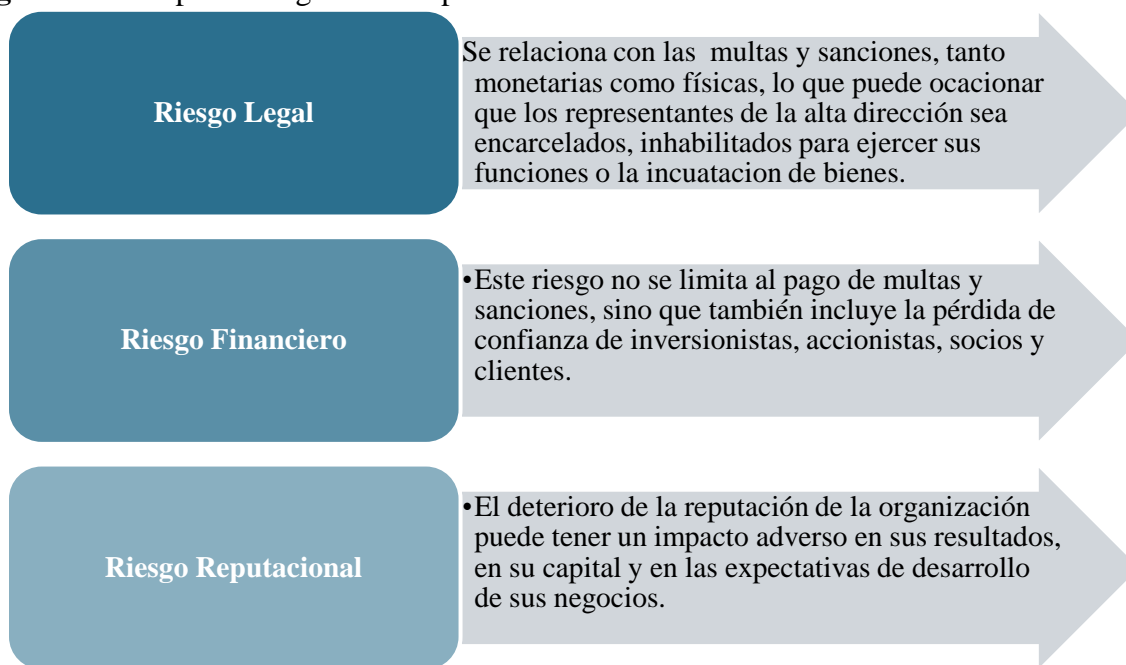 Riesgo Legal
Se relaciona con las multas y sanciones, tanto
monetarias como físicas, lo que puede ocacionar
que los representantes de la alta dirección sea
encarcelados, inhabilitados para ejercer sus
funciones o la incuatacion de bienes.
Riesgo Financiero
•Este riesgo no se limita al pago de multas y
sanciones, sino que también incluye la pérdida de
confianza de inversionistas, accionistas, socios y
clientes.
Riesgo Reputacional
•El deterioro de la reputación de la organización
puede tener un impacto adverso en sus resultados,
en su capital y en las expectativas de desarrollo
de sus negocios.